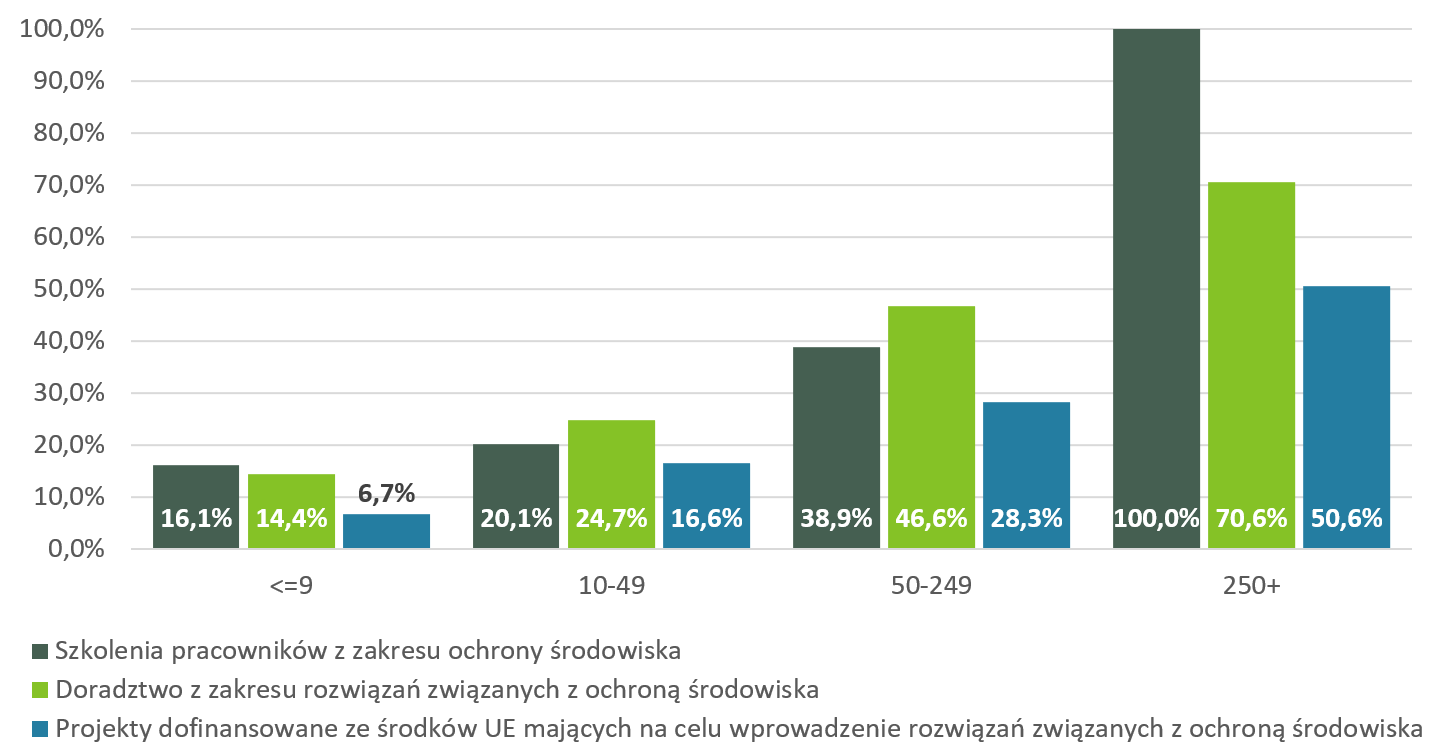 100,0%
90,0%
80,0%
70,0%
60,0%
50,0%
40,0%
30,0%
20,0%
10,0%
0,0%
16,1% 14,4% 6,7% 20,1% 24,7% 16,6% 38,9% 46,6% 28,3% 100,0% 70,6% 50,6%
<=9 10-49 50-249 250+
Szkolenia pracowników z zakresu ochrony środowiska
Doradztwo z zakresu rozwiązań związanych z ochroną środowiska
Projekty dofinansowane ze środków UE mających na celu wprowadzenie rozwiązań związanych z ochroną środowiska